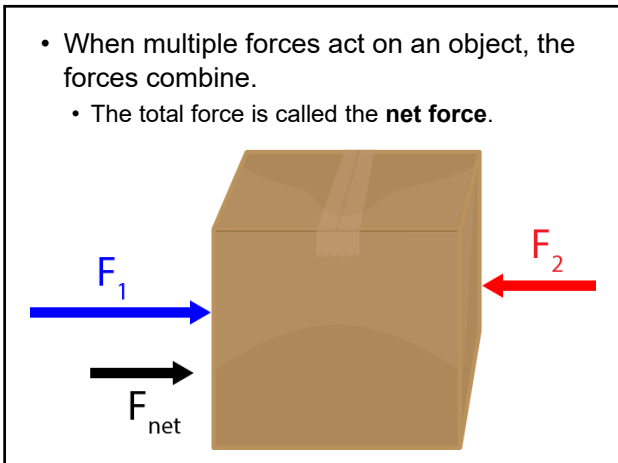 • When multiple forces act on an object, the
forces combine.
• The total force is called the net force.
F₁
F₂
Fnet